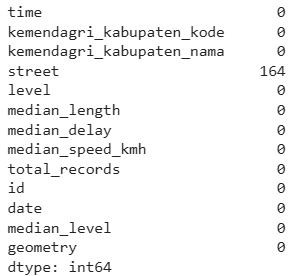 time 0
kemendagri_kabupaten_kode 0
kemendagri_kabupaten_nama 0
street 164
level 0
median_length 0
median_delay 0
median_speed_kmh 0
total_records 0
id 0
date 0
median_level 0
geometry 0
dtype: int64